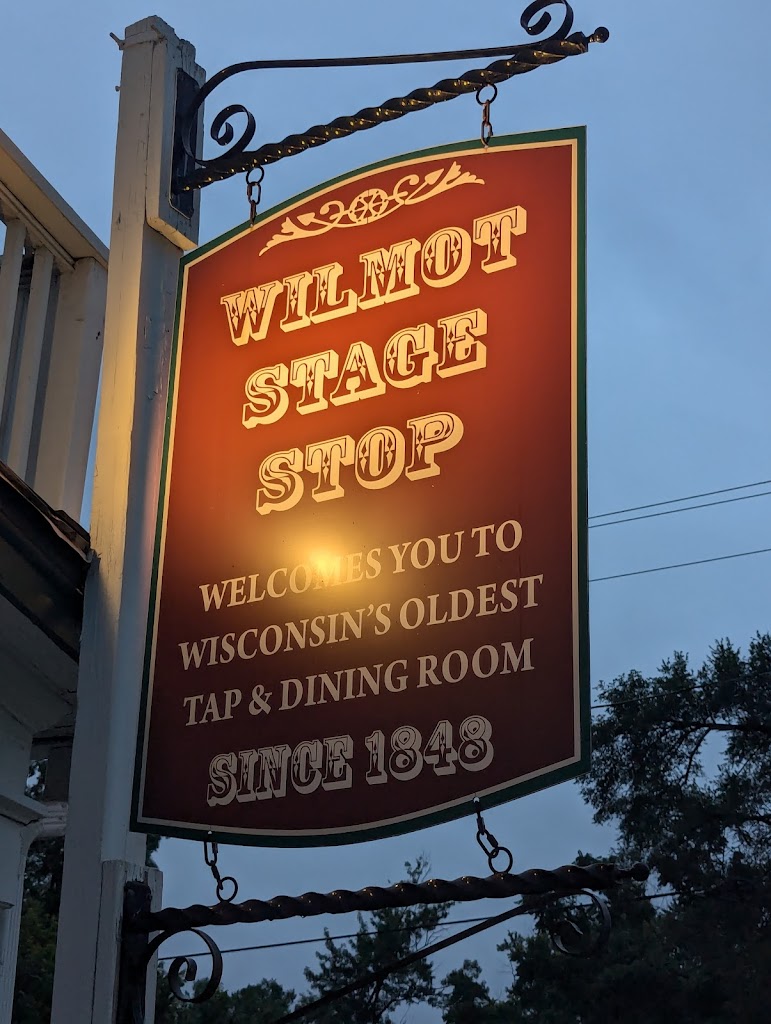 WILMOT
STAGE
STOP
WELCOMES YOU TO
WISCONSIN'S OLDEST
TAP & DINING ROOM
SINCE 1848